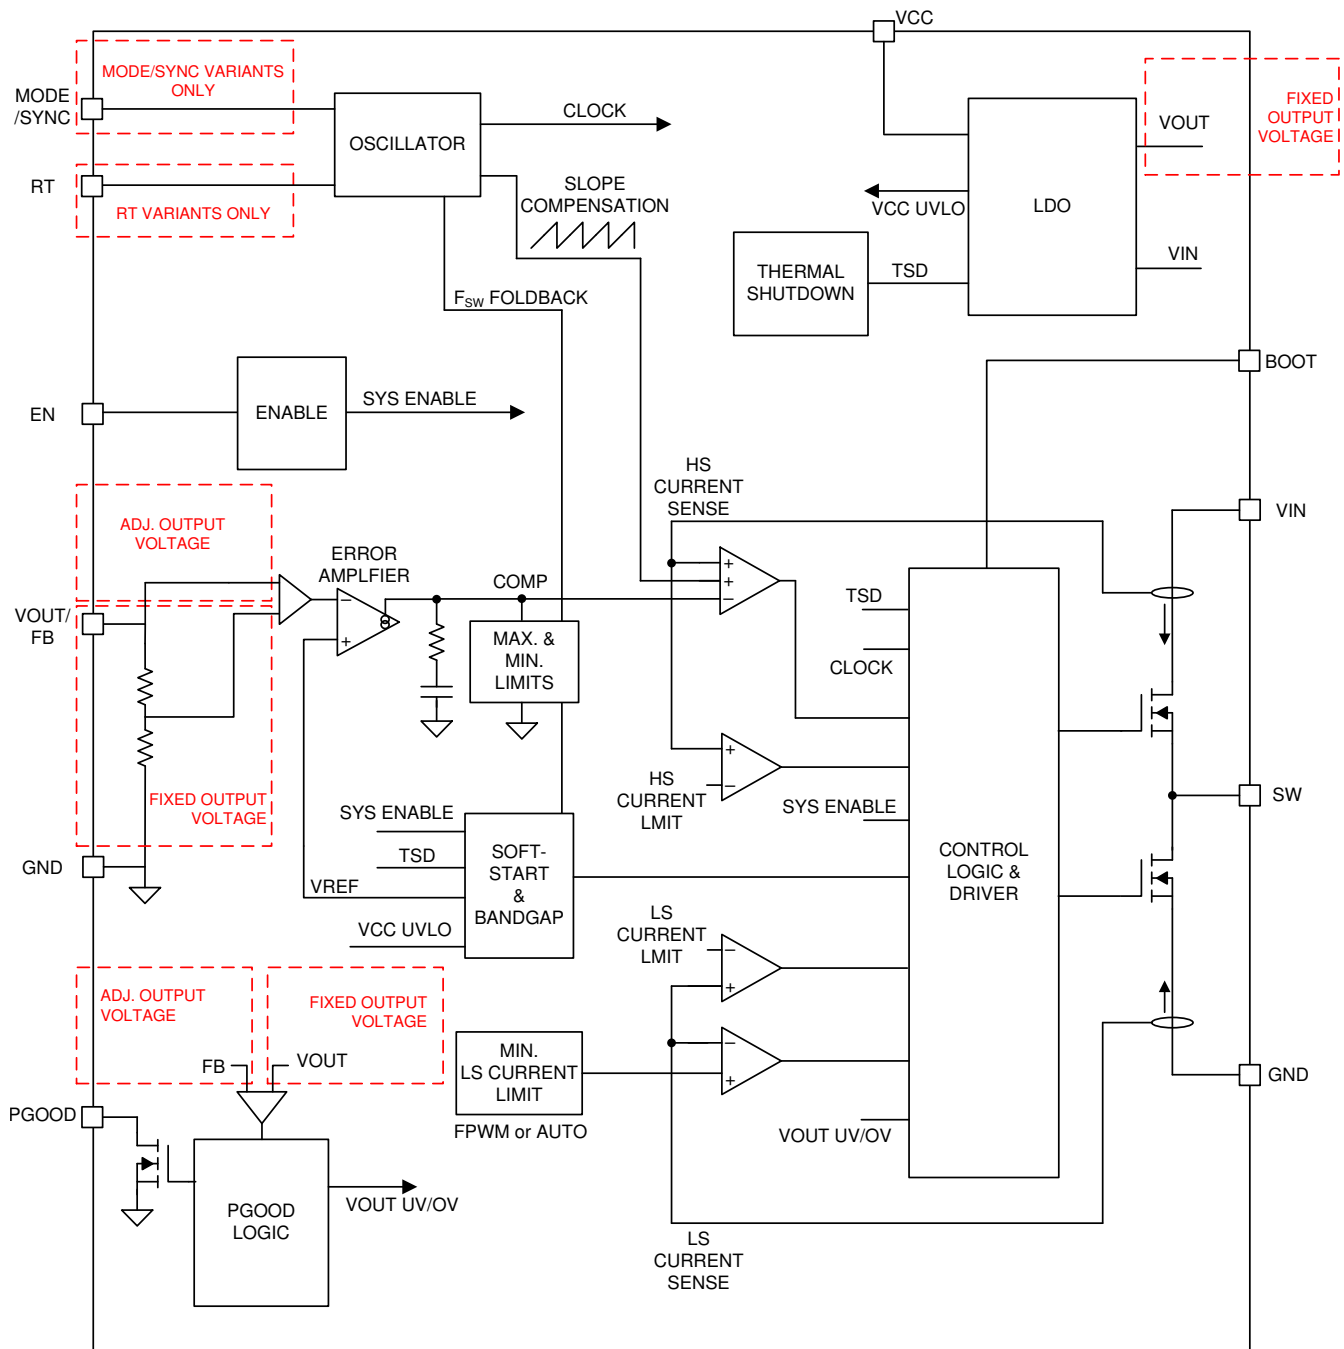 VCC
MODE/SYNC VARIANTS
ONLY
MODE
/SYNC
OSCILLATOR
CLOCK
FIXED
OUTPUT
VOLTAGE
VOUT
RT
RT VARIANTS ONLY
SLOPE
COMPENSATION
VCC UVLO
LDO
THERMAL
SHUTDOWN
TSD
VIN
FSW FOLDBACK
BOOT
EN
ENABLE
SYS ENABLE
HS
CURRENT
SENSE
VIN
ADJ. OUTPUT
VOLTAGE
ERROR
AMPLFIER
COMP
VOUT/
FB
MAX. &
MIN.
LIMITS
TSD
CLOCK
HS
CURRENT
LMIT
SYS ENABLE
SW
FIXED OUTPUT
VOLTAGE
SYS ENABLE
TSD
VREF
VCC UVLO
SOFT-
START
&
BANDGAP
CONTROL
LOGIC &
DRIVER
GND
LS
CURRENT
LMIT
ADJ. OUTPUT
VOLTAGE
FIXED OUTPUT
VOLTAGE
FB
VOUT
MIN.
LS CURRENT
LIMIT
FPWM or AUTO
GND
PGOOD
VOUT UV/OV
PGOOD
LOGIC
VOUT UV/OV
LS
CURRENT
SENSE